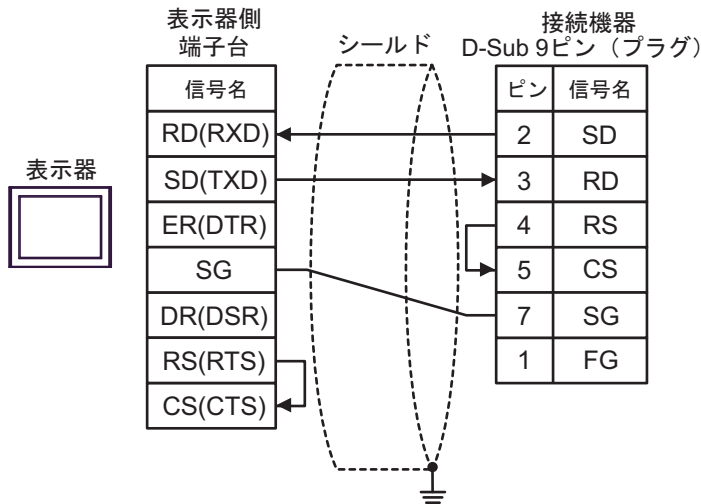 表示器側
端子台
シールド
接続機器
D-Sub 9ピン（プラグ）
表示器
信号名
RD(RXD)
SD(TXD)
ER(DTR)
SG
DR(DSR)
RS(RTS)
CS(CTS)
ピン 信号名
2 SD
3 RD
4 RS
5 CS
7 SG
1 FG